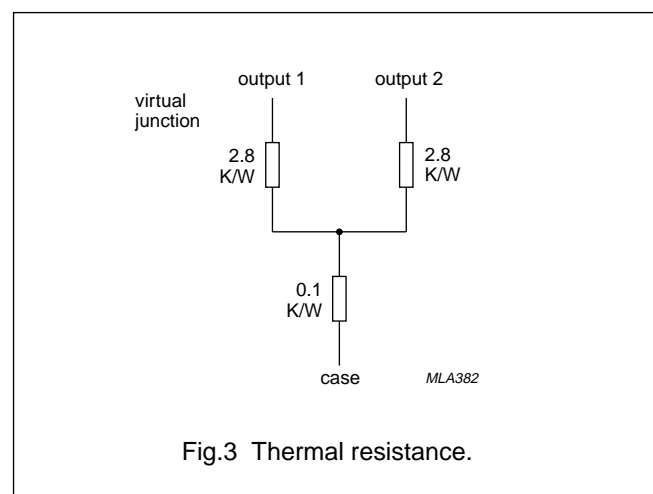 output 1
output 2
virtual
junction
2.8
K/W
2.8
K/W
0.1
K/W
case
MLA382
Fig.3 Thermal resistance.